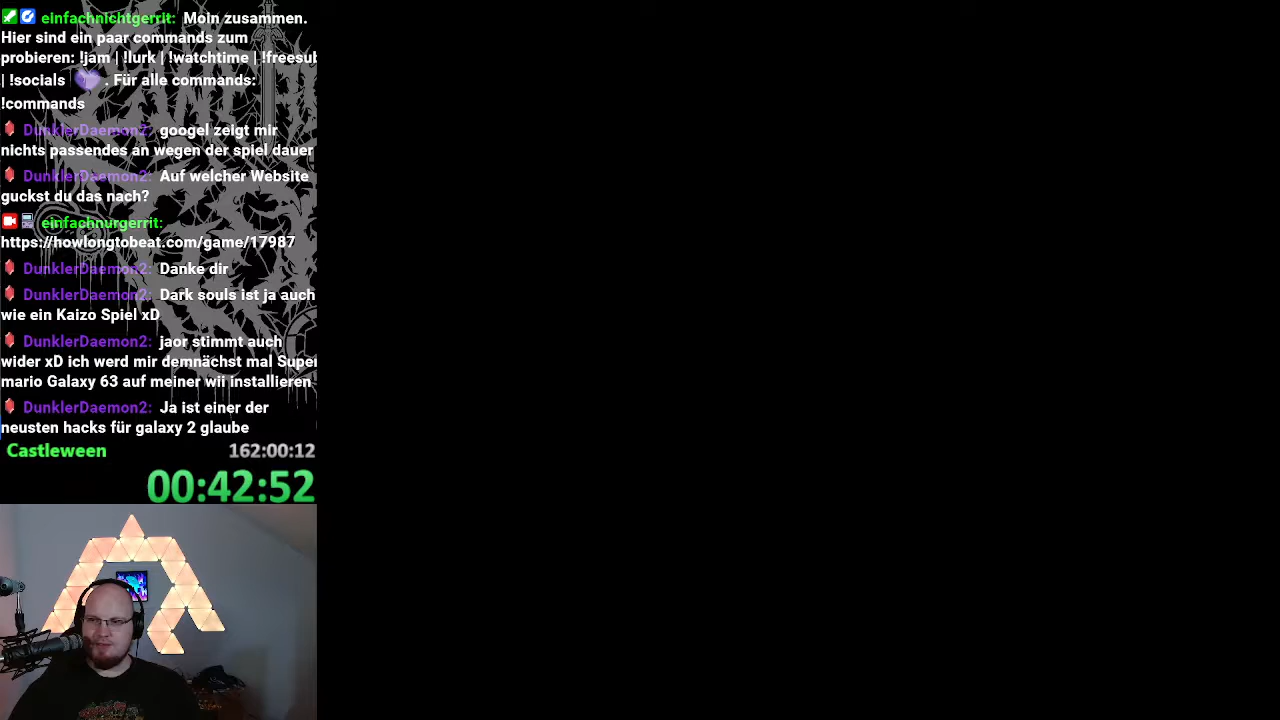 einfachnichtgerrit: Moin zusammen.
Hier sind ein paar commands zum
probieren: !jam | !lurk | !watchtime | !freesub
| !socials . Für alle commands:
!commands
DunklerDaemon2: googel zeigt mir
nichts passendes an wegen der spiel dauer
DunklerDaemon2: Auf welcher Website
guckst du das nach?
einfachnurgerrit:
https://howlongtobeat.com/game/17987
DunklerDaemon2: Danke dir
DunklerDaemon2: Dark souls ist ja auch
wie ein Kaizo Spiel xD
DunklerDaemon2: jaor stimmt auch
wider xD ich werd mir demnächst mal Super
mario Galaxy 63 auf meiner wii installieren
DunklerDaemon2: Ja ist einer der
neusten hacks für galaxy 2 glaube
Castleween 162:00:12
00:42:52